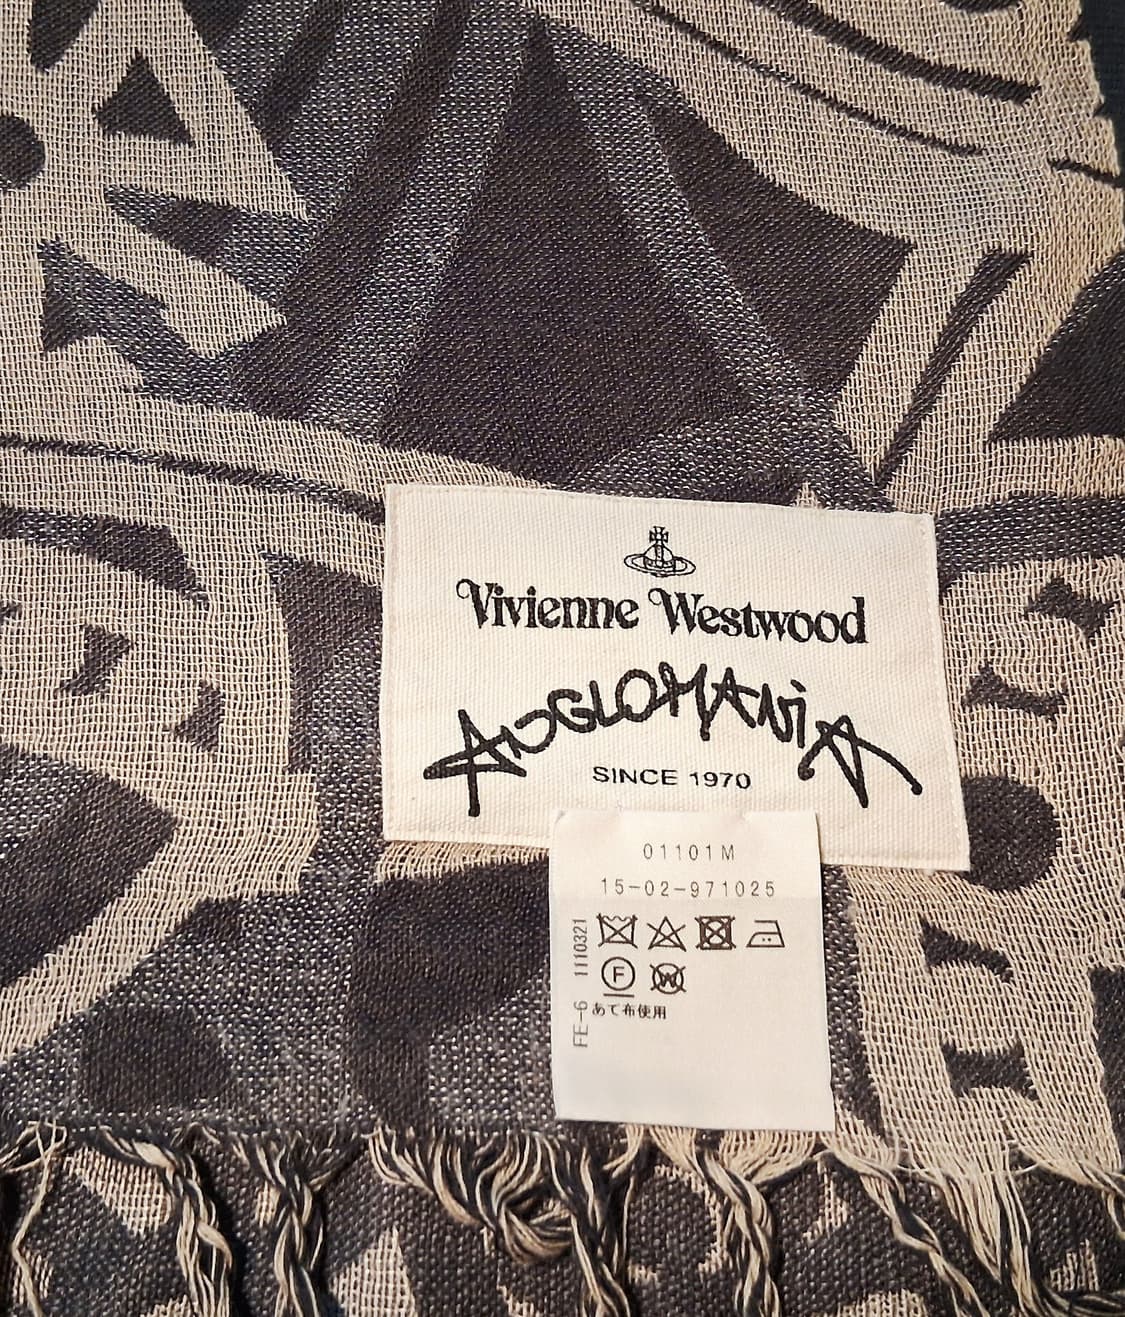 Vivienne Westwood
ANGLOMANiA
SINCE 1970
01101M
15-02-971025
F
W
あて布使用
FE-6 1110321